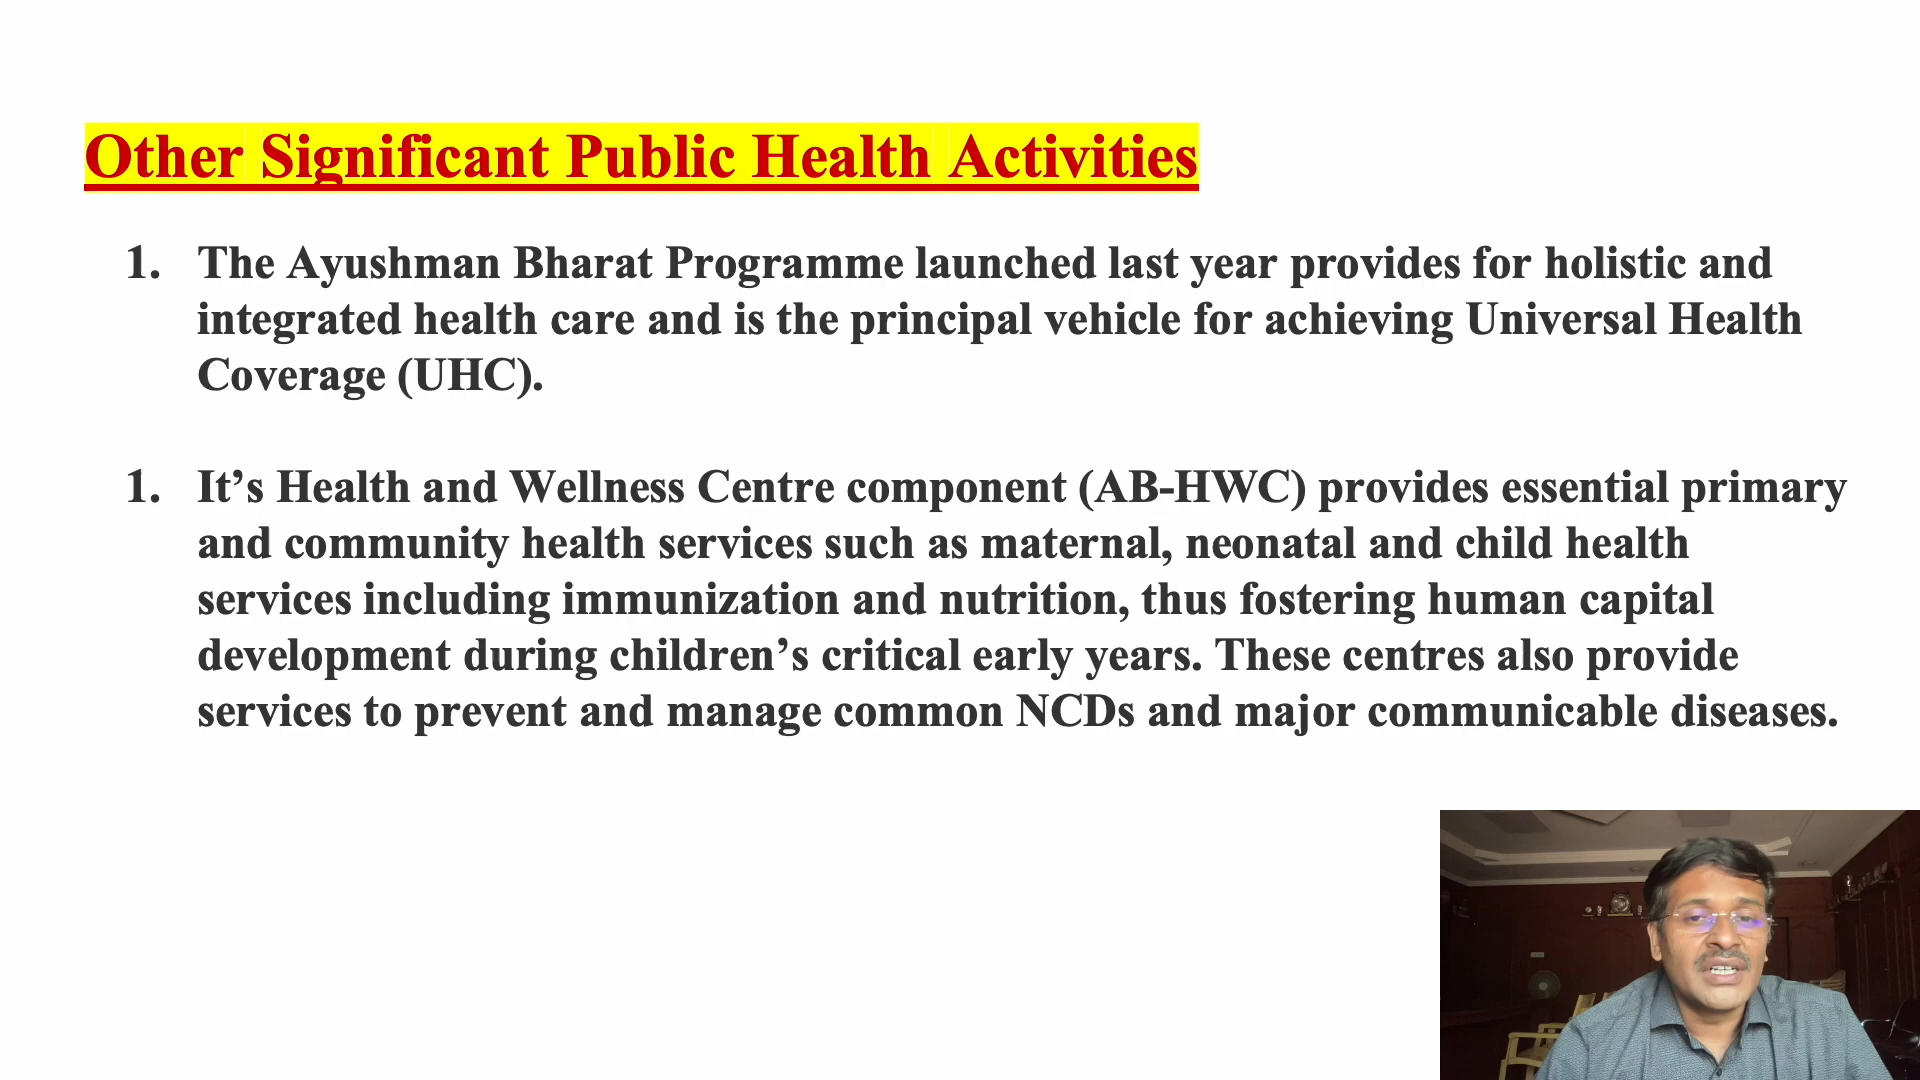 Other Significant Public Health Activities
1. The Ayushman Bharat Programme launched last year provides for holistic and
integrated health care and is the principal vehicle for achieving Universal Health
Coverage (UHC).
1. It’s Health and Wellness Centre component (AB-HWC) provides essential primary
and community health services such as maternal, neonatal and child health
services including immunization and nutrition, thus fostering human capital
development during children’s critical early years. These centres also provide
services to prevent and manage common NCDs and major communicable diseases.